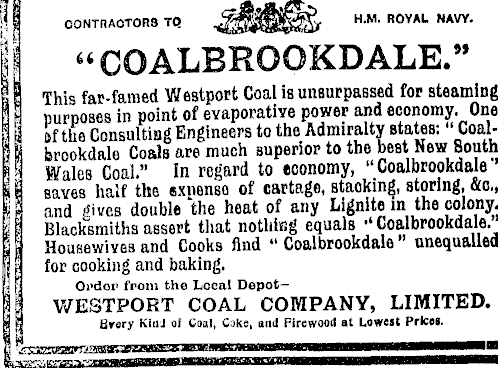 CONTRACTORS TO H.M. ROYAL NAVY.
"COALBROOKDALE."
This far-famed Westport Coal is unsurpassed for steaming
purposes in point of evaporative power and economy. One
of the Consulting Engineers to the Admiralty states: "Coal-
brookdale Coals are much superior to the best New South
Wales Coal." In regard to economy, "Coalbrookdale"
saves half the expense of cartage, stacking, storing, &c.,
and gives double the heat of any Lignite in the colony.
Blacksmiths assert that nothing equals "Coalbrookdale."
Housewives and Cooks find "Coalbrookdale" unequalled
for cooking and baking.
Order from the Local Depot—
WESTPORT COAL COMPANY, LIMITED.
Every Kind of Coal, Coke, and Firewood at Lowest Prices.